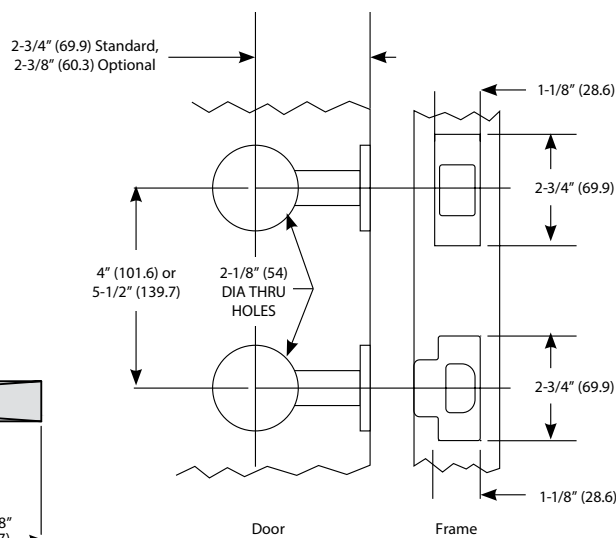 2-3/4" (69.9) Standard,
2-3/8" (60.3) Optional
1-1/8" (28.6)
2-3/4" (69.9)
4" (101.6) or
5-1/2" (139.7)
2-1/8" (54)
DIA THRU
HOLES
2-3/4" (69.9)
1-1/8" (28.6)
Door
Frame